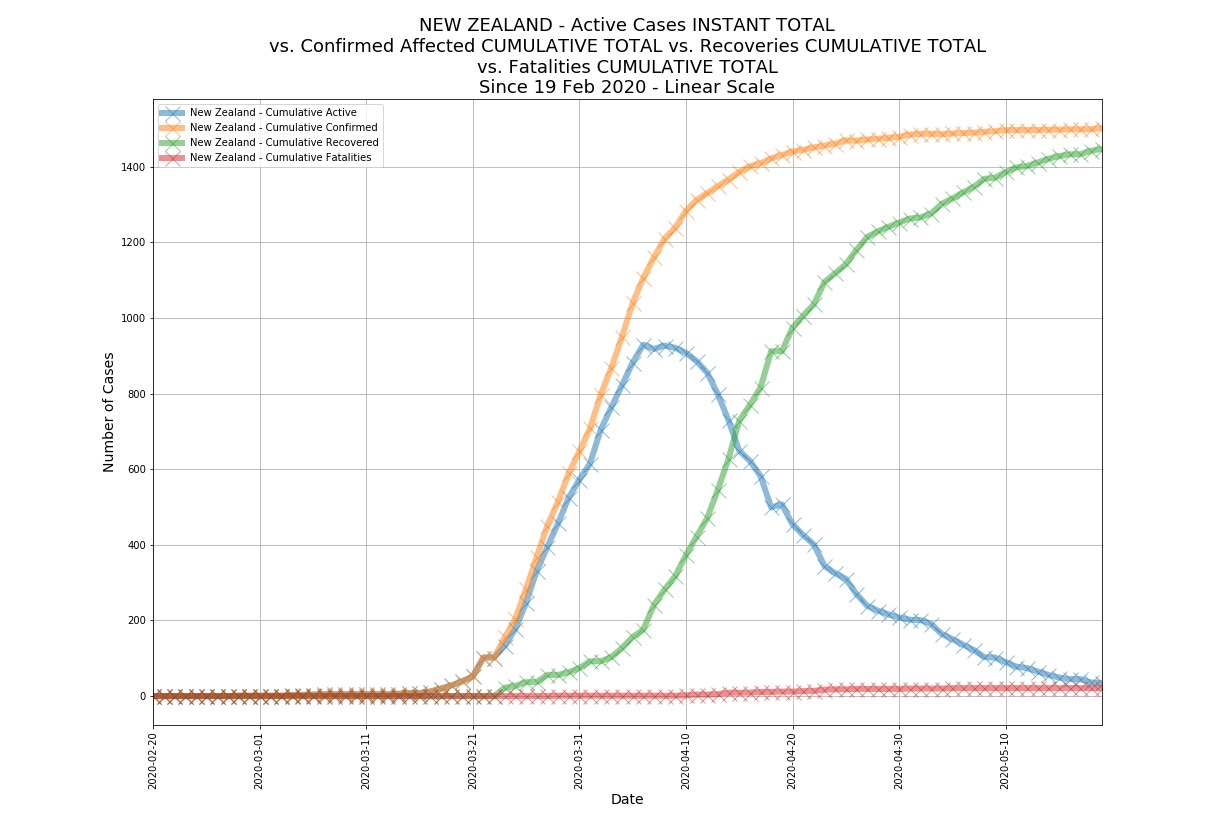 NEW ZEALAND - Active Cases INSTANT TOTAL
vs. Confirmed Affected CUMULATIVE TOTAL vs. Recoveries CUMULATIVE TOTAL
vs. Fatalities CUMULATIVE TOTAL
Since 19 Feb 2020 - Linear Scale
New Zealand - Cumulative Active
New Zealand - Cumulative Confirmed
New Zealand - Cumulative Recovered
New Zealand - Cumulative Fatalities
Number of Cases
1400
1200
1000
800
600
400
200
0
2020-02-20
2020-03-01
2020-03-11
2020-03-21
2020-03-31
2020-04-10
2020-04-20
2020-04-30
2020-05-10
Date